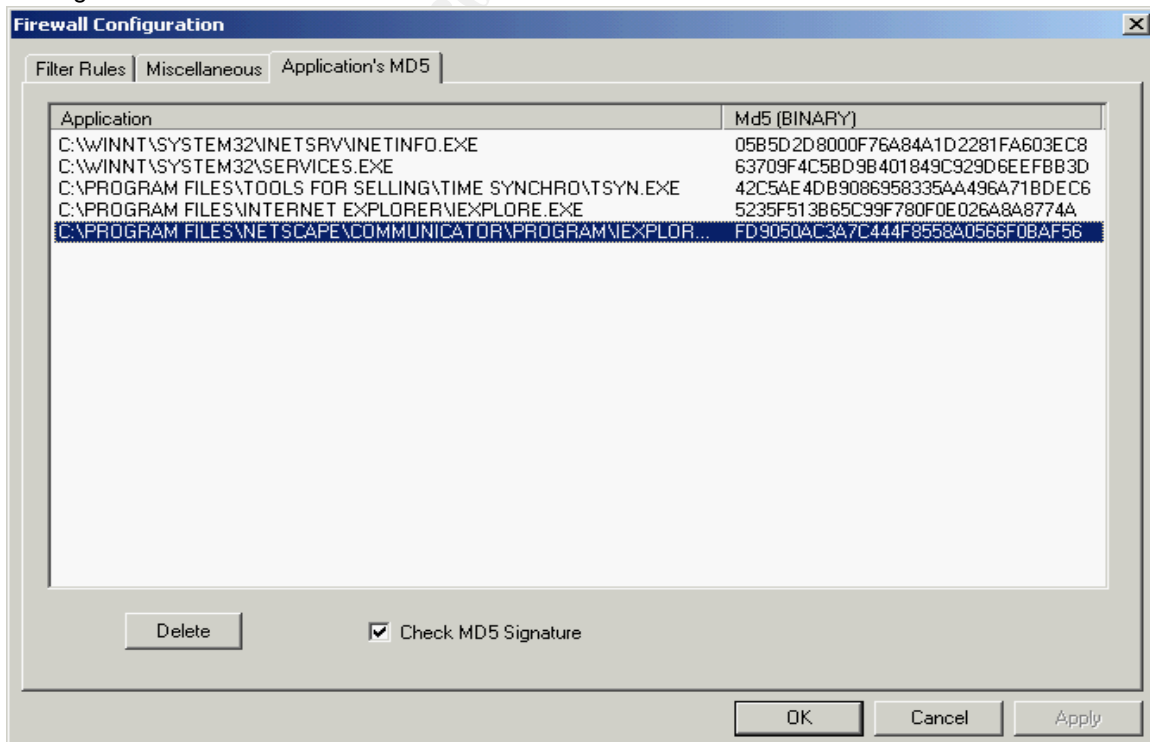 Firewall Configuration
Filter Rules Miscellaneous Application's MD5
Application Md5 (BINARY)
C:\WINNT\SYSTEM32\INETSRV\INETINFO.EXE 05B5D2D8000F76A84A1D2281FA603EC8
C:\WINNT\SYSTEM32\SERVICES.EXE 63709F4C5BD9B401849C929D6EEFBB3D
C:\PROGRAM FILES\TOOLS FOR SELLING\TIME SYNCHRO\TSYN.EXE 42C5AE4DB9086958335AA496A71BDEC6
C:\PROGRAM FILES\INTERNET EXPLORER\IEXPLORE.EXE 5235F513B65C99F780F0E026A8A8774A
C:\PROGRAM FILES\NETSCAPE\COMMUNICATOR\PROGRAM\IEXPLOR... FD9050AC3A7C444F8558A0566F0BAF56
Delete Check MD5 Signature
OK Cancel Apply